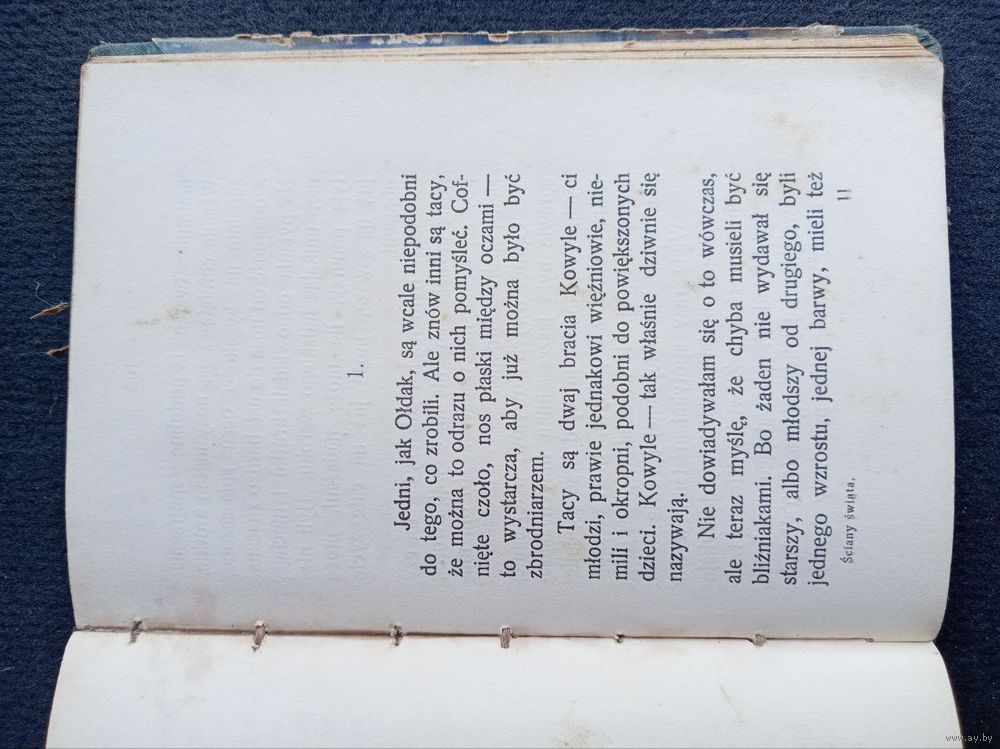 1.
Jedni, jak Ołdak, są wcale niepodobni
do tego, co zrobili. Ale znów inni są tacy,
że można to odrazu o nich pomyśleć. Cof-
nięte czoło, nos płaski między oczami —
to wystarcza, aby już można było być
zbrodniarzem.
Tacy są dwaj bracia Kowyle — ci
młodzi, prawie jednakowi więźniowie, nie-
mili i okropni, podobni do powiększonych
dzieci. Kowyle — tak właśnie dziwnie się
nazywają.
Nie dowiadywałam się o to wówczas,
ale teraz myślę, że chyba musieli być
bliźniakami. Bo żaden nie wydawał się
starszy, albo młodszy od drugiego, byli
jednego wzrostu, jednej barwy, mieli też
Ściany świata. 11
www.ay.by